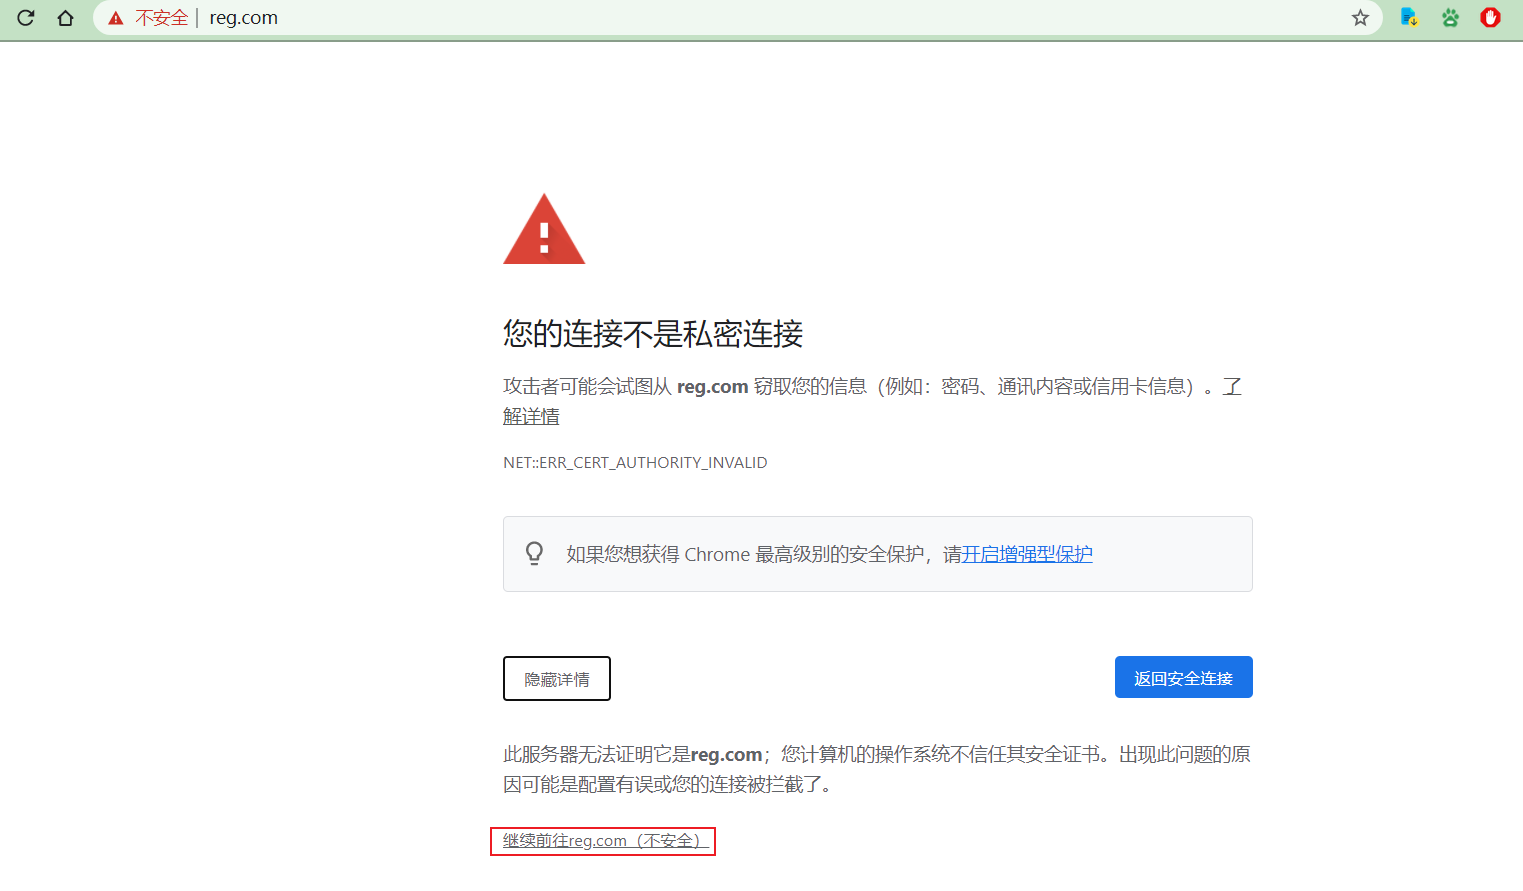 不安全 | reg.com
您的连接不是私密连接
攻击者可能会试图从 reg.com 窃取您的信息（例如：密码、通讯内容或信用卡信息）。了
解详情
NET::ERR_CERT_AUTHORITY_INVALID
如果您想获得 Chrome 最高级别的安全保护，请开启增强型保护
隐藏详情
返回安全连接
此服务器无法证明它是reg.com；您计算机的操作系统不信任其安全证书。出现此问题的原
因可能是配置有误或您的连接被拦截了。
继续前往reg.com（不安全）